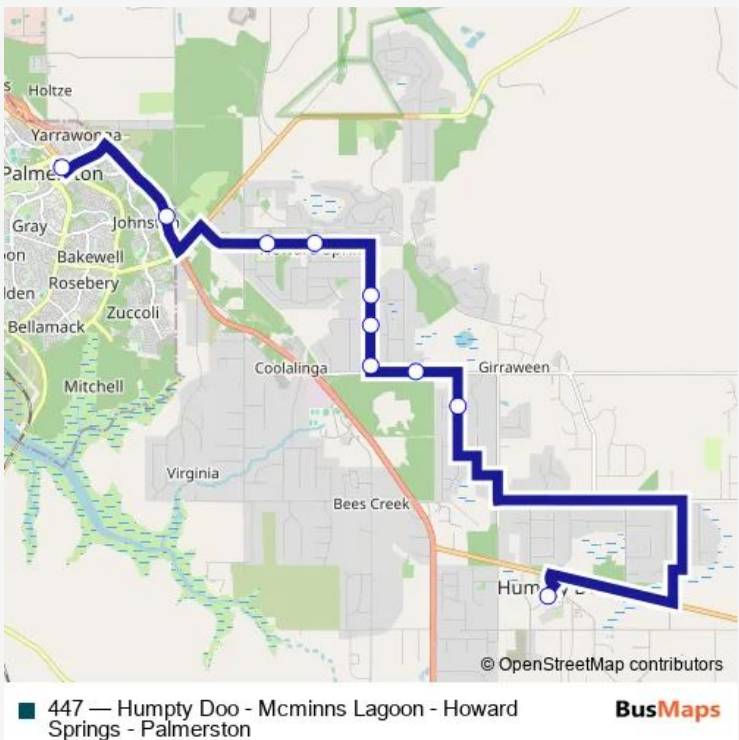 Holtze
Yarrawonga
Palmerston
Gray
Johnston
Bakewell
Rosebery
Zuccoli
Bellamack
Mitchell
Coolalinga
Girraween
Virginia
Bees Creek
© OpenStreetMap contributors
447 — Humpty Doo - Mcminns Lagoon - Howard
Springs - Palmerston
BusMaps